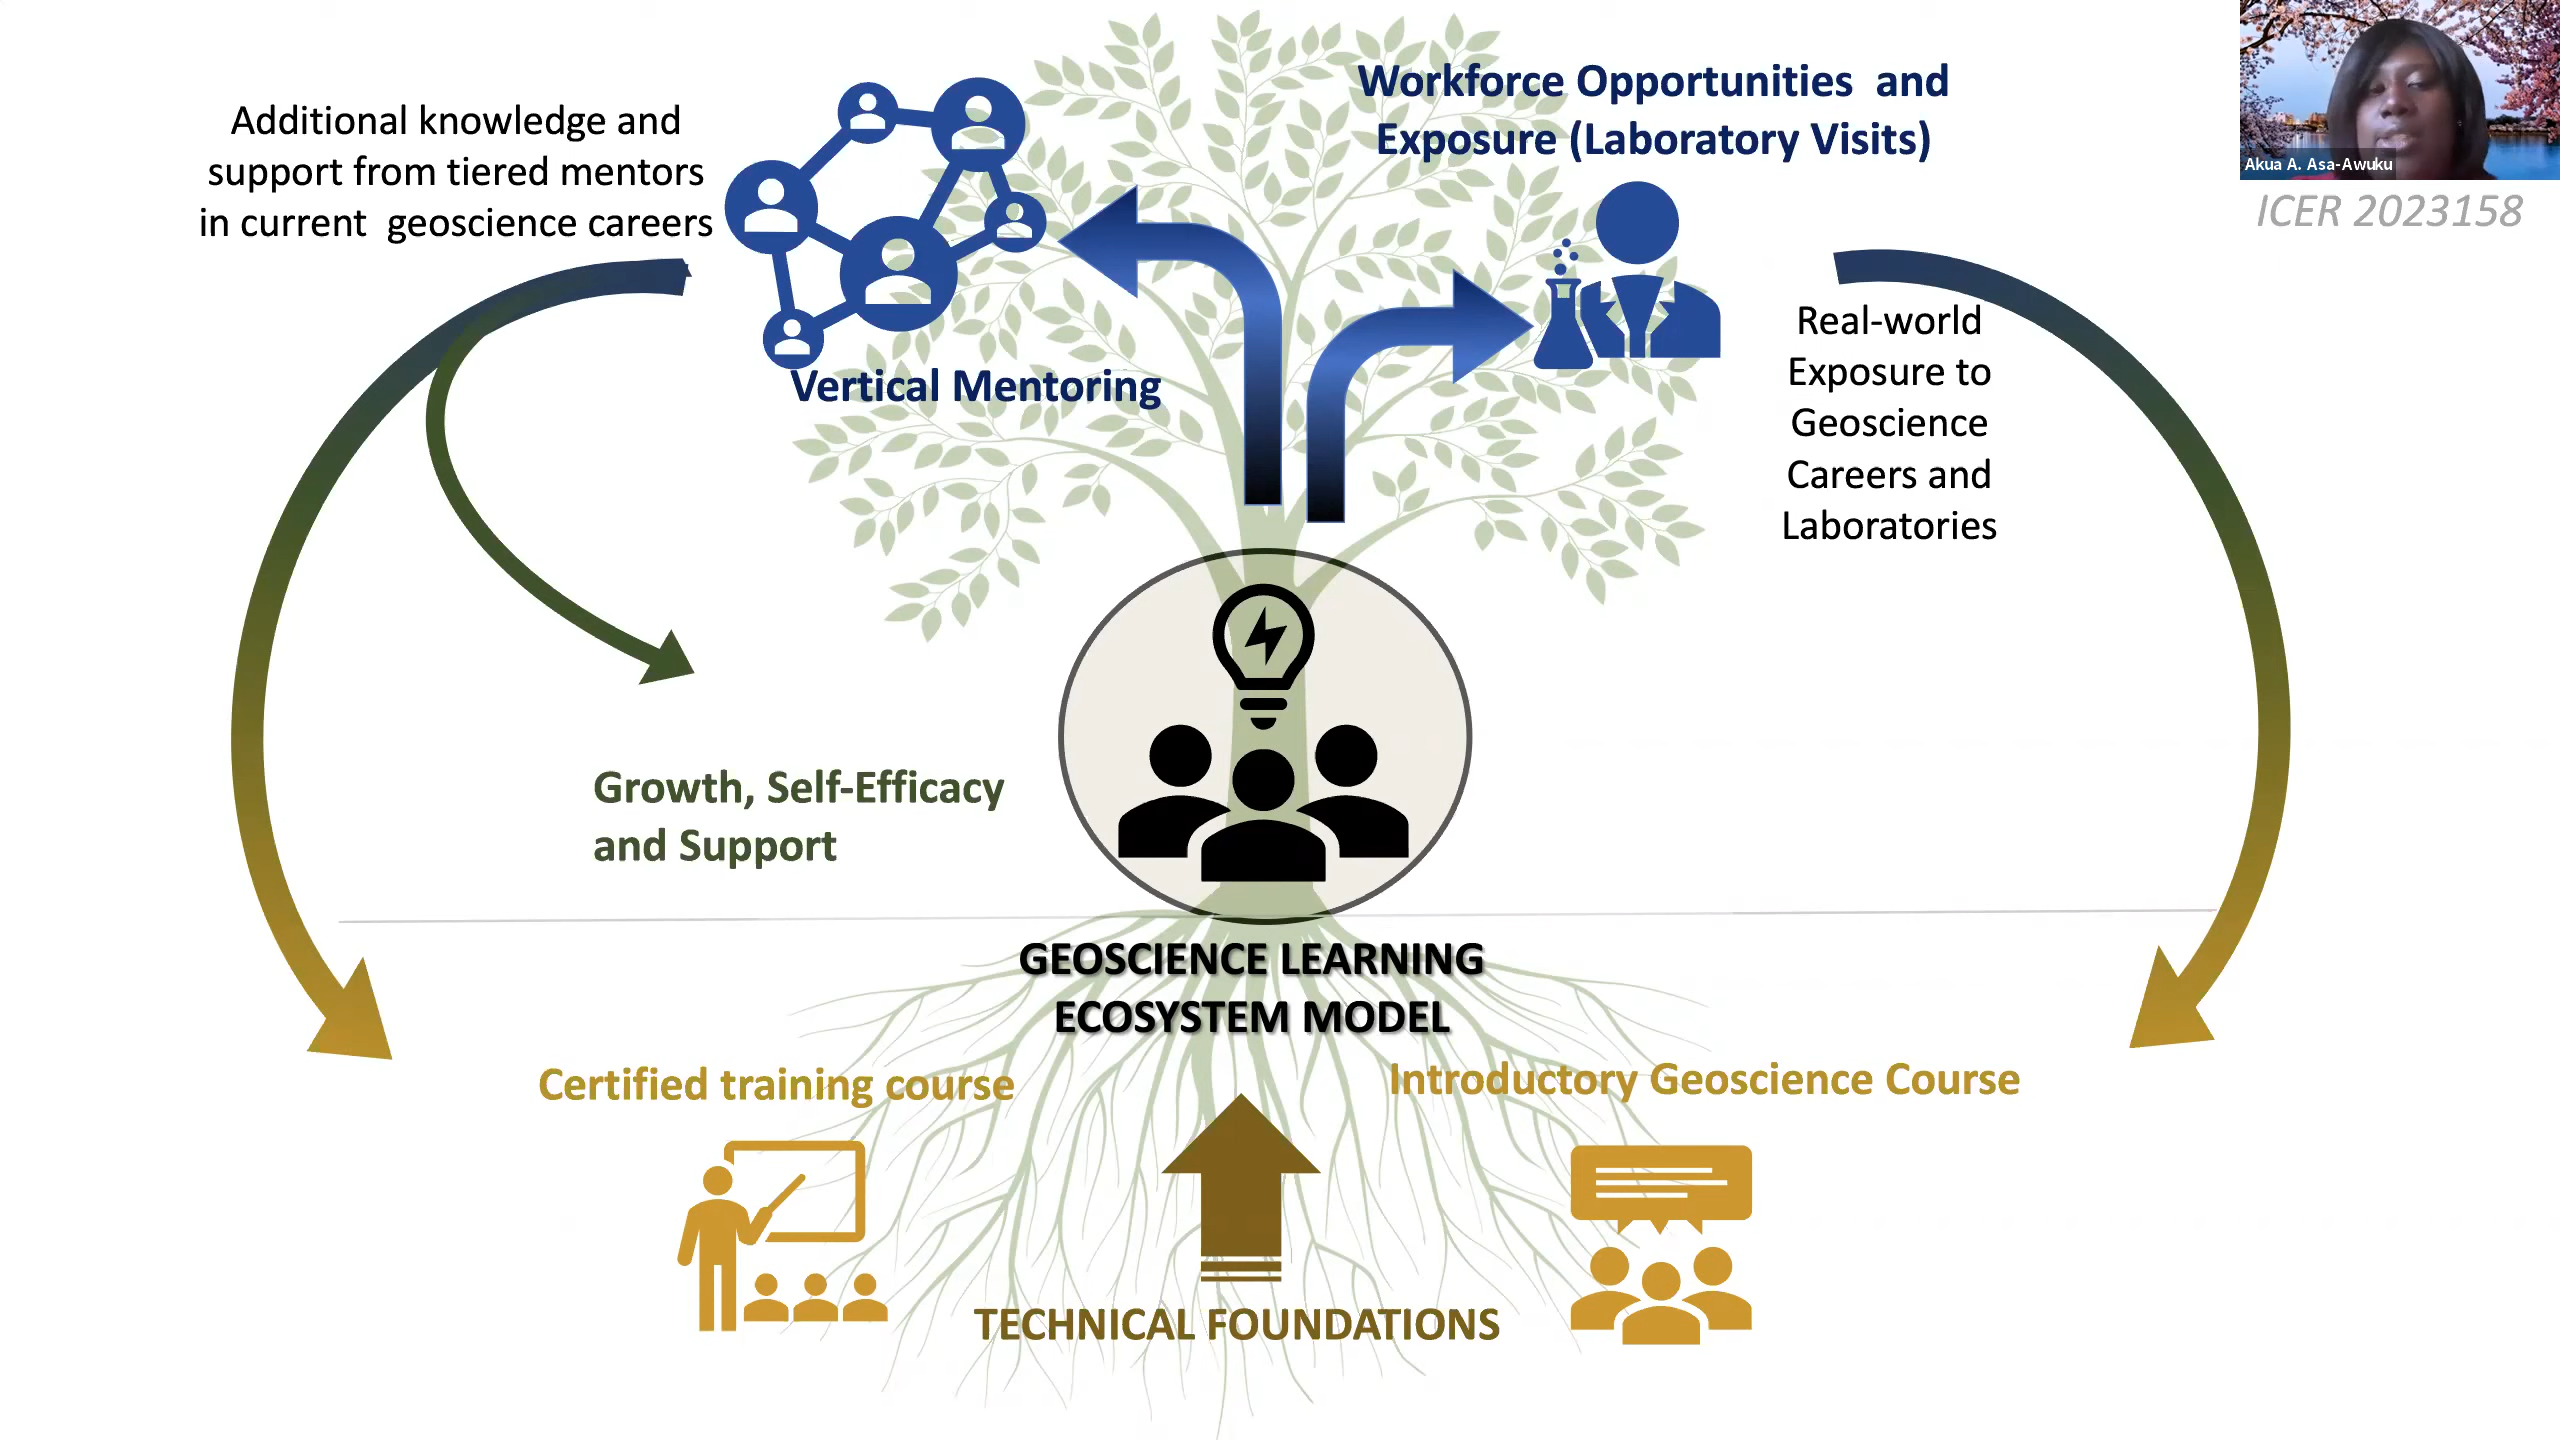 Additional knowledge and
support from tiered mentors
in current geoscience careers
Vertical Mentoring
Workforce Opportunities and
Exposure (Laboratory Visits)
Akua A. Asa-Awuku
ICER 2023158
Real-world
Exposure to
Geoscience
Careers and
Laboratories
Growth, Self-Efficacy
and Support
GEOSCIENCE LEARNING
ECOSYSTEM MODEL
Certified training course
Introductory Geoscience Course
TECHNICAL FOUNDATIONS